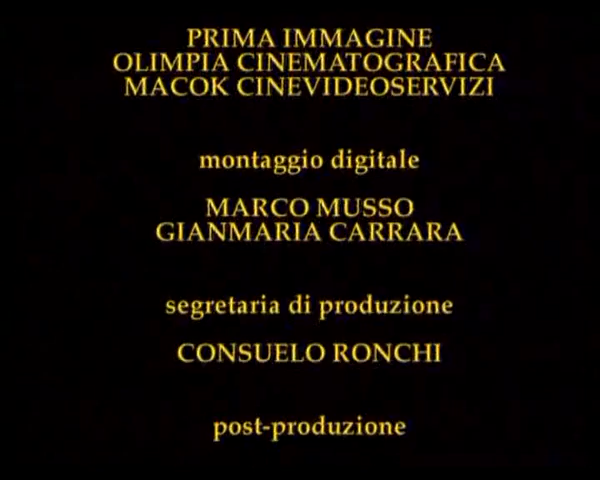 PRIMA IMMAGINE
OLIMPIA CINEMATOGRAFICA
MACOK CINEVIDEOSERVIZI
montaggio digitale
MARCO MUSSO
GIANMARIA CARRARA
segretaria di produzione
CONSUELO RONCHI
post-produzione